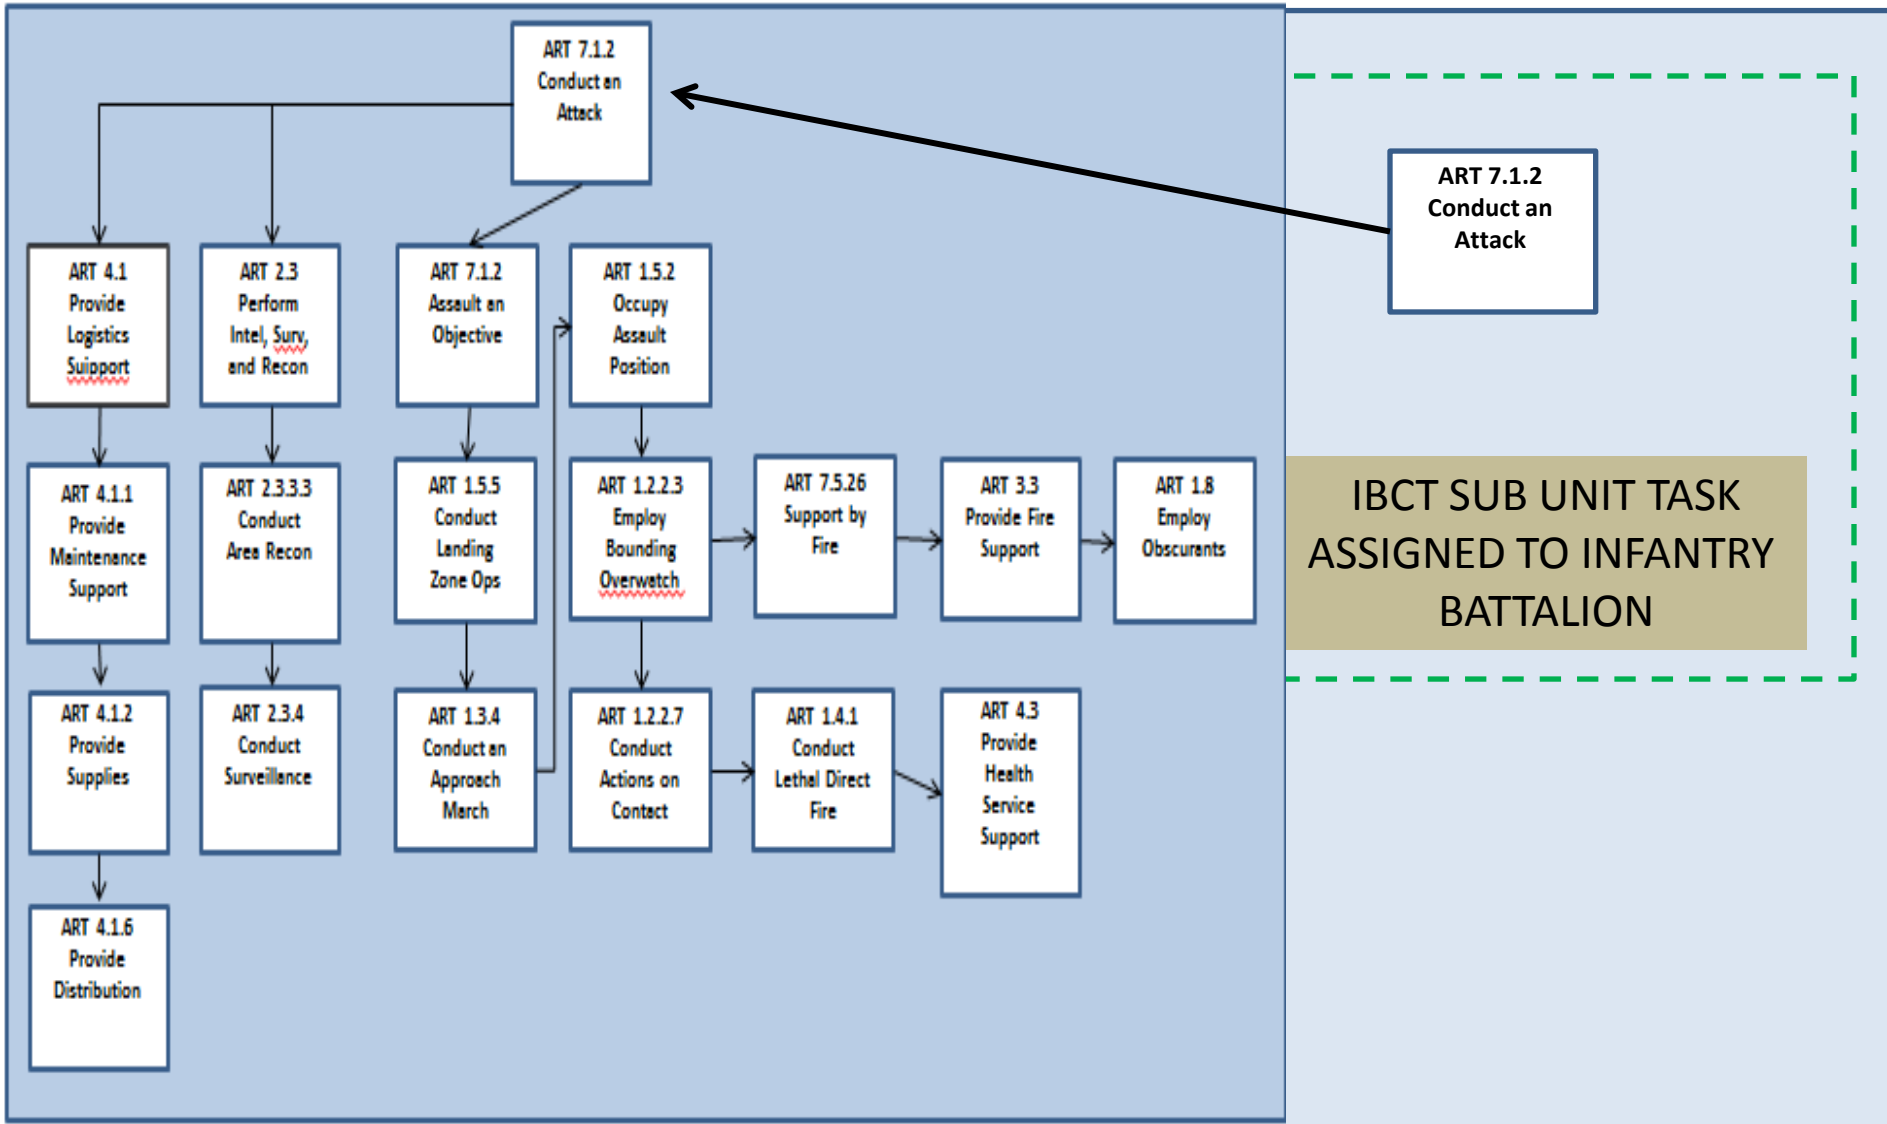 ART 7.1.2
Conduct an
Attack
ART 7.1.2
Conduct an
Attack
ART 4.1
Provide
Logistics
Suipport
ART 2.3
Perform
Intel, Surv,
and Recon
ART 7.1.2
Assault an
Objective
ART 1.5.2
Occupy
Assault
Position
ART 4.1.1
Provide
Maintenance
Support
ART 2.3.3.3
Conduct
Area Recon
ART 1.5.5
Conduct
Landing
Zone Ops
ART 1.2.2.3
Employ
Bounding
Overwatch
ART 7.5.26
Support by
Fire
ART 3.3
Provide Fire
Support
ART 1.8
Employ
Obscurants
IBCT SUB UNIT TASK
ASSIGNED TO INFANTRY
BATTALION
ART 4.1.2
Provide
Supplies
ART 2.3.4
Conduct
Surveillance
ART 1.3.4
Conduct an
Approach
March
ART 1.2.2.7
Conduct
Actions on
Contact
ART 1.4.1
Conduct
Lethal Direct
Fire
ART 4.3
Provide
Health
Service
Support
ART 4.1.6
Provide
Distribution